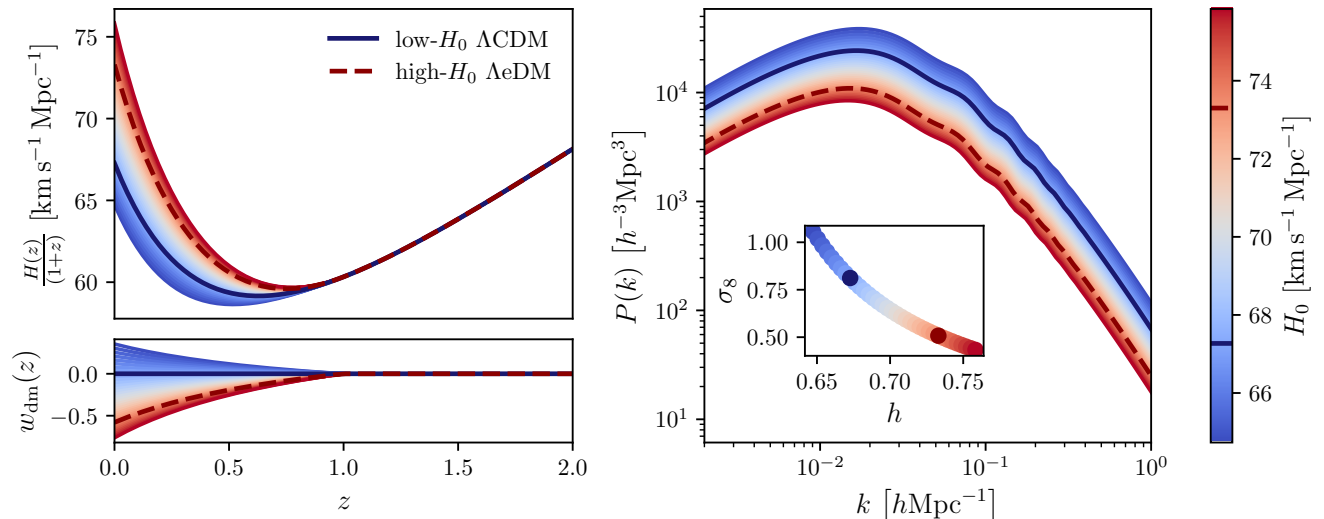 75
70
65
60
H(z)/(1+z) [km s⁻¹ Mpc⁻¹]
low-H₀ ΛCDM
high-H₀ ΛeDM
0.0
−0.5
w_dm(z)
0.0
0.5
1.0
1.5
2.0
z
10⁴
10³
10²
10¹
P(k) [h⁻³Mpc³]
1.00
0.75
0.50
σ₈
0.65
0.70
0.75
h
10⁻²
10⁻¹
10⁰
k [hMpc⁻¹]
74
72
70
68
66
H₀ [km s⁻¹ Mpc⁻¹]